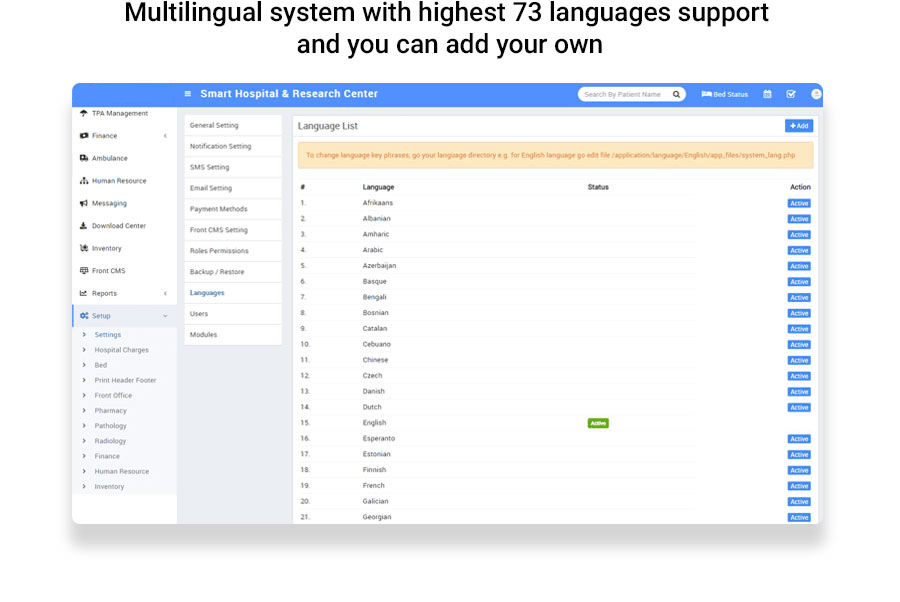 Multilingual system with highest 73 languages support
and you can add your own
Smart Hospital & Research Center
Search By Patient Name
Bed Status
TPA Management
Finance
Ambulance
Human Resource
Messaging
Download Center
Inventory
Front CMS
Reports
Setup
Settings
Hospital Charges
Bed
Print Header Footer
Front Office
Pharmacy
Pathology
Radiology
Finance
Human Resource
Inventory
General Setting
Notification Setting
SMS Setting
Email Setting
Payment Methods
Front CMS Setting
Roles Permissions
Backup / Restore
Languages
Users
Modules
Language List
+ Add
To change language key phrases, go your language directory e.g. for English language go edit file /application/language/English/app_files/system_lang.php
# Language Status Action
1. Afrikaans Active
2. Albanian Active
3. Amharic Active
4. Arabic Active
5. Azerbaijan Active
6. Basque Active
7. Bengali Active
8. Bosnian Active
9. Catalan Active
10. Cebuano Active
11. Chinese Active
12. Czech Active
13. Danish Active
14. Dutch Active
15. English Active
16. Esperanto Active
17. Estonian Active
18. Finnish Active
19. French Active
20. Galician Active
21. Georgian Active